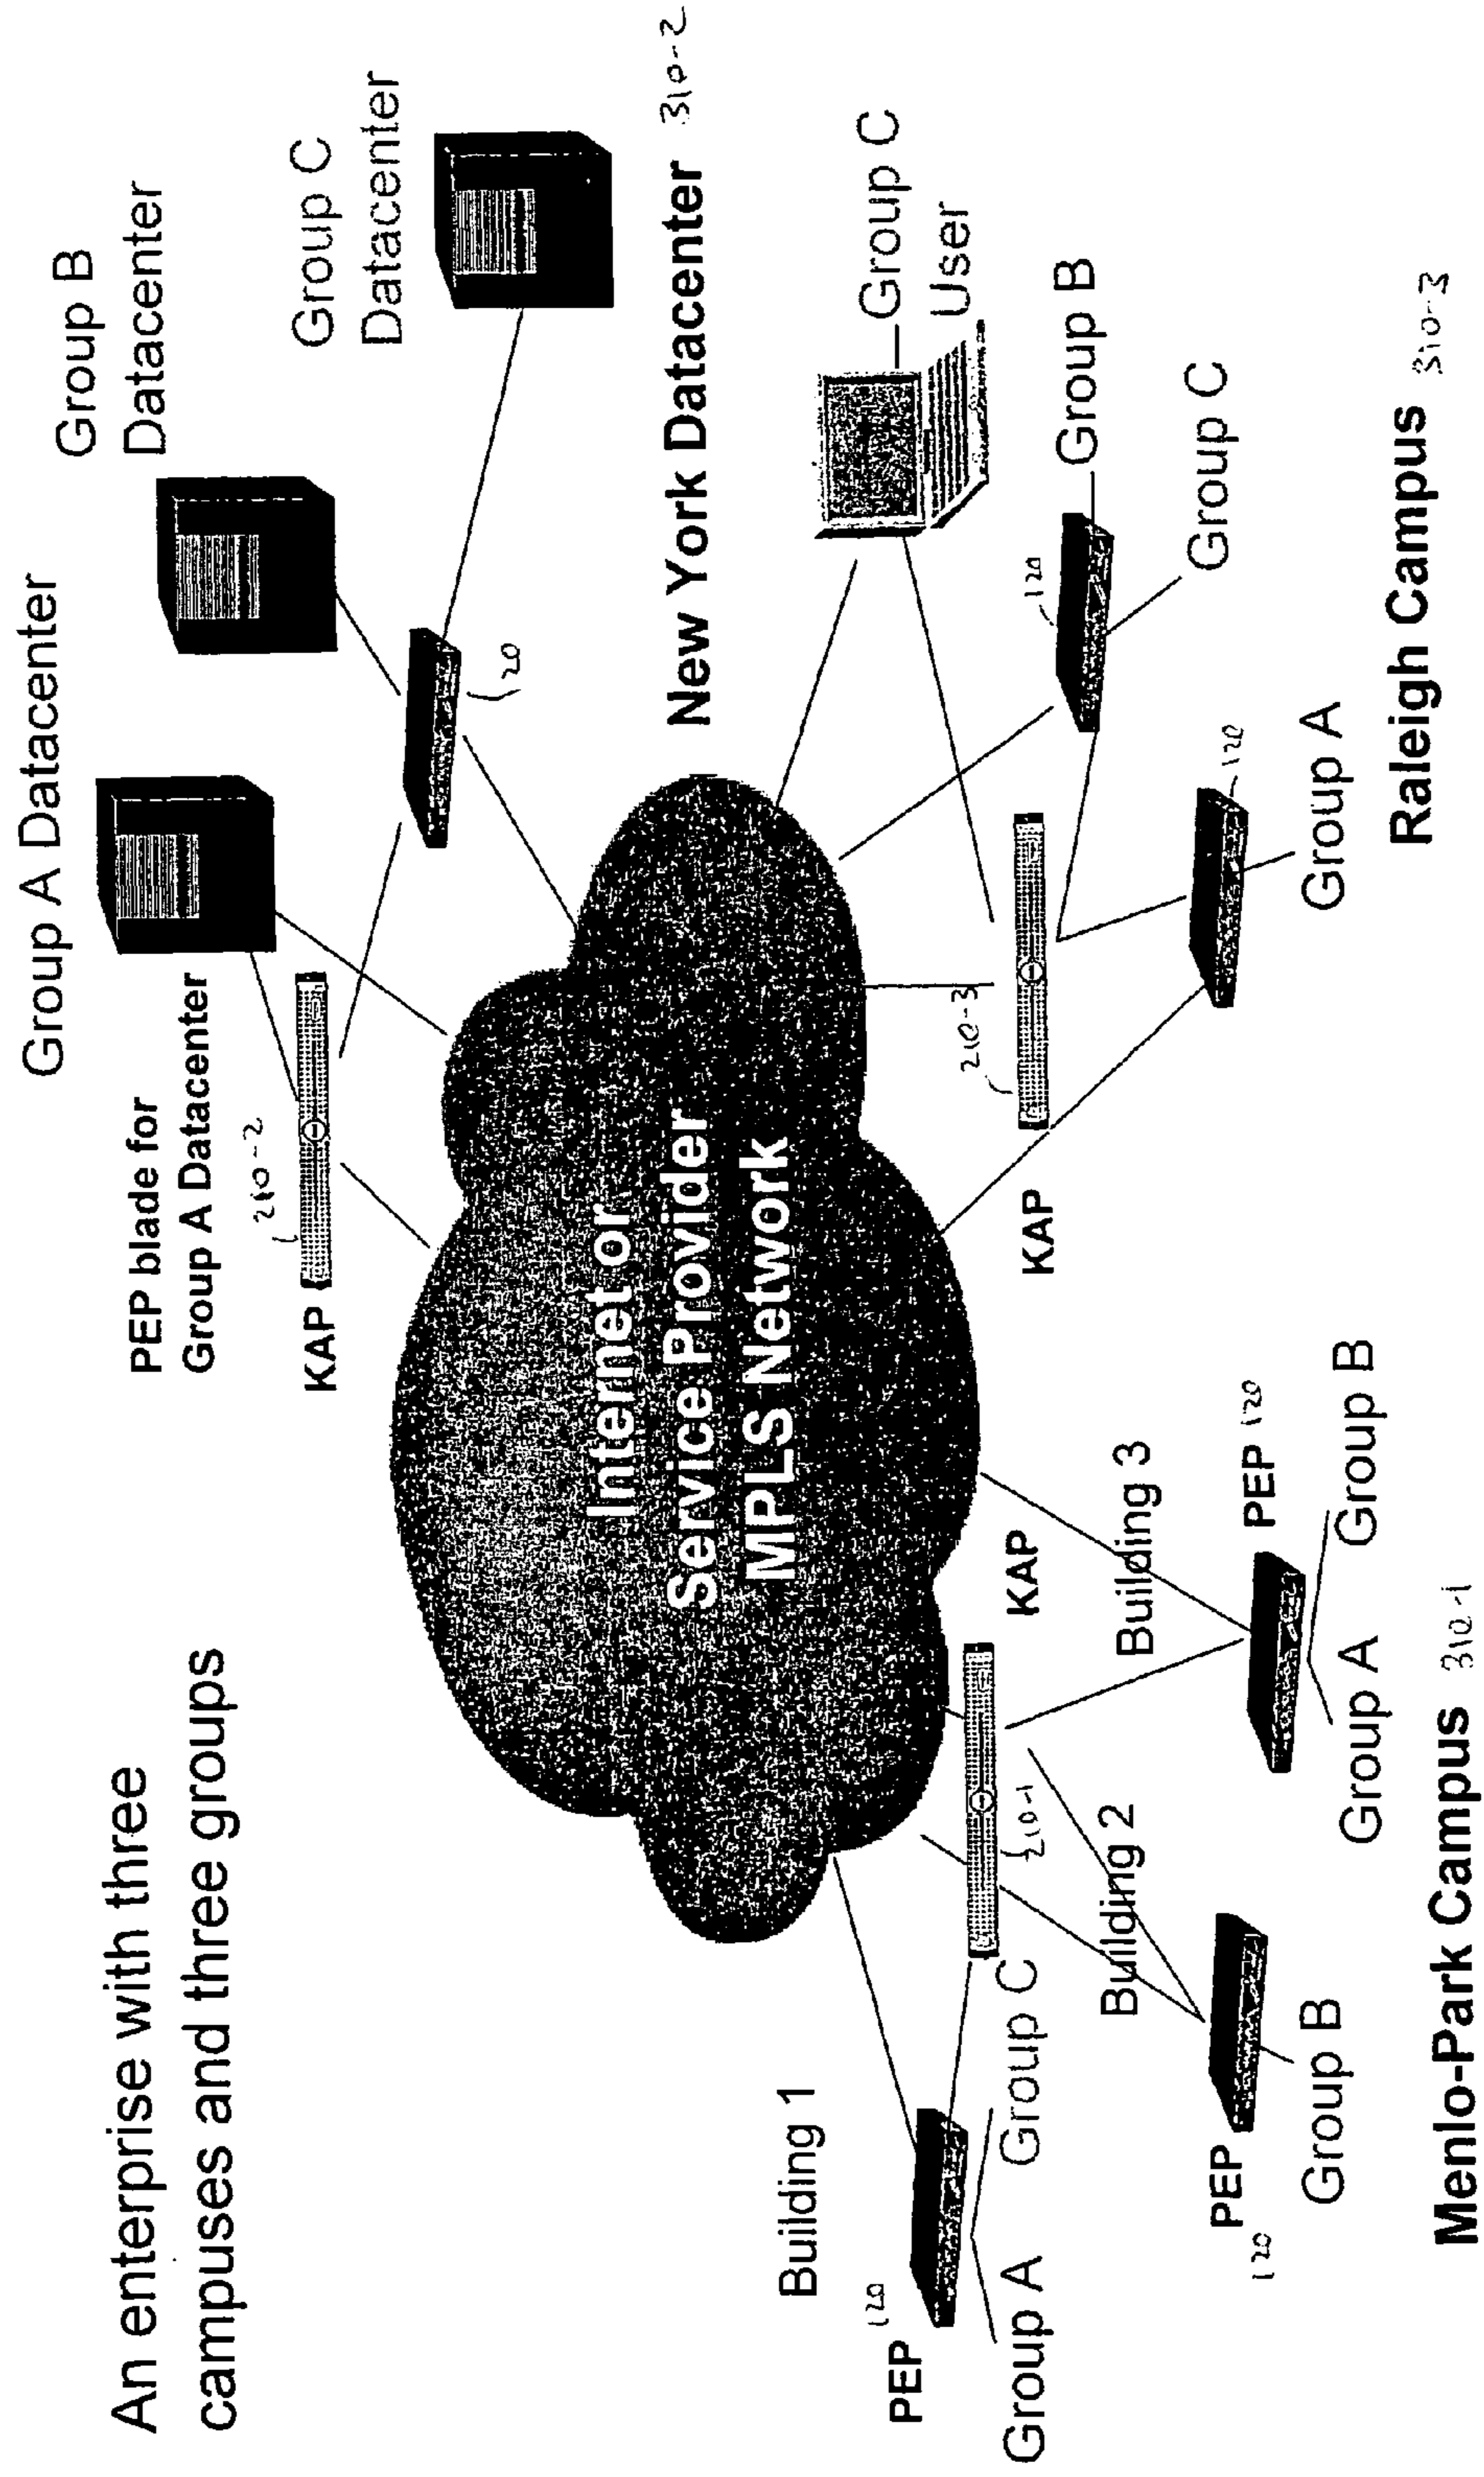 An enterprise with three
campuses and three groups
Group A Datacenter
Group B
Datacenter
Group C
Datacenter
PEP blade for
Group A Datacenter
210-2
KAP
20
New York Datacenter 310-2
Internet or
Service Provider
MPLS Network
Building 1
PEP
120
Group A
Group C
210-1
KAP
Building 2
PEP
120
Group B
Building 3
PEP 120
Group A
Group B
Menlo-Park Campus 310-1
210-3
KAP
Group C
User
120
Group B
Group C
120
Group A
Raleigh Campus 310-3